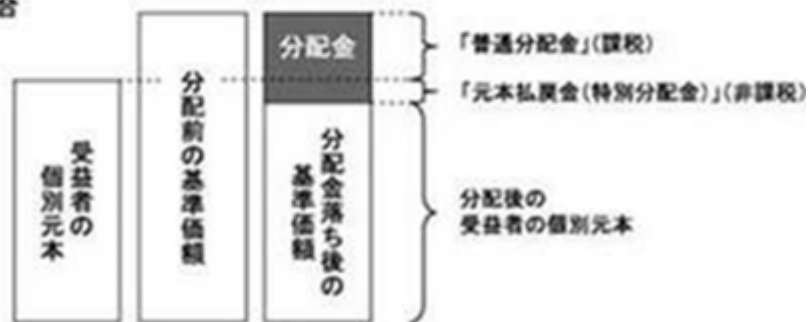 合
受益者の
個別元本
分配前の基準価額
分配金
分配金落ち後の
基準価額
「普通分配金」(課税)
「元本払戻金(特別分配金)」(非課税)
分配後の
受益者の個別元本